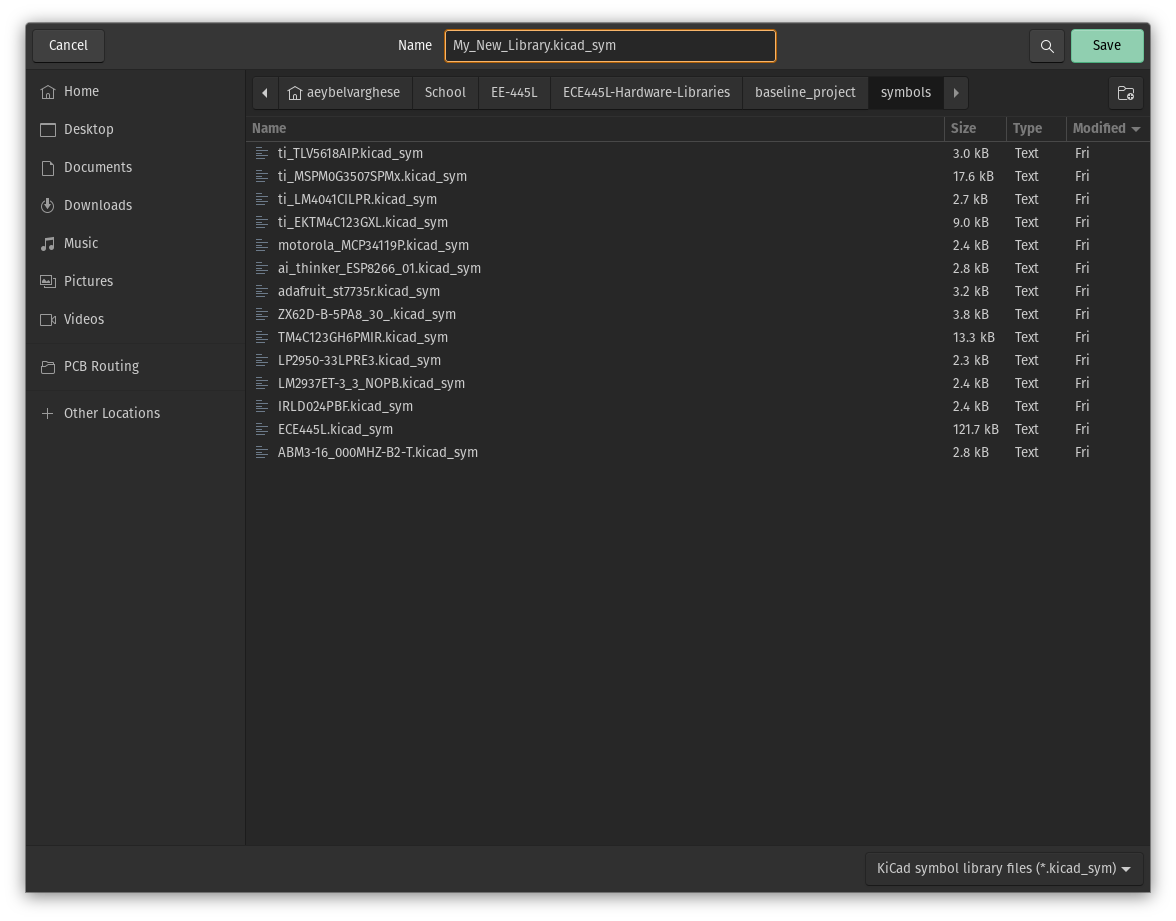 Cancel Name My_New_Library.kicad_sym Save
Home
Desktop
Documents
Downloads
Music
Pictures
Videos
PCB Routing
Other Locations
aeybelvarghese School EE-445L ECE445L-Hardware-Libraries baseline_project symbols
Name Size Type Modified
ti_TLV5618AIP.kicad_sym 3.0 kB Text Fri
ti_MSPM0G3507SPMx.kicad_sym 17.6 kB Text Fri
ti_LM4041CILPR.kicad_sym 2.7 kB Text Fri
ti_EKTM4C123GXL.kicad_sym 9.0 kB Text Fri
motorola_MCP34119P.kicad_sym 2.4 kB Text Fri
ai_thinker_ESP8266_01.kicad_sym 2.8 kB Text Fri
adafruit_st7735r.kicad_sym 3.2 kB Text Fri
ZX62D-B-5PA8_30_.kicad_sym 3.8 kB Text Fri
TM4C123GH6PMIR.kicad_sym 13.3 kB Text Fri
LP2950-33LPRE3.kicad_sym 2.3 kB Text Fri
LM2937ET-3_3_NOPB.kicad_sym 2.4 kB Text Fri
IRLD024PBF.kicad_sym 2.4 kB Text Fri
ECE445L.kicad_sym 121.7 kB Text Fri
ABM3-16_000MHZ-B2-T.kicad_sym 2.8 kB Text Fri
KiCad symbol library files (*.kicad_sym)